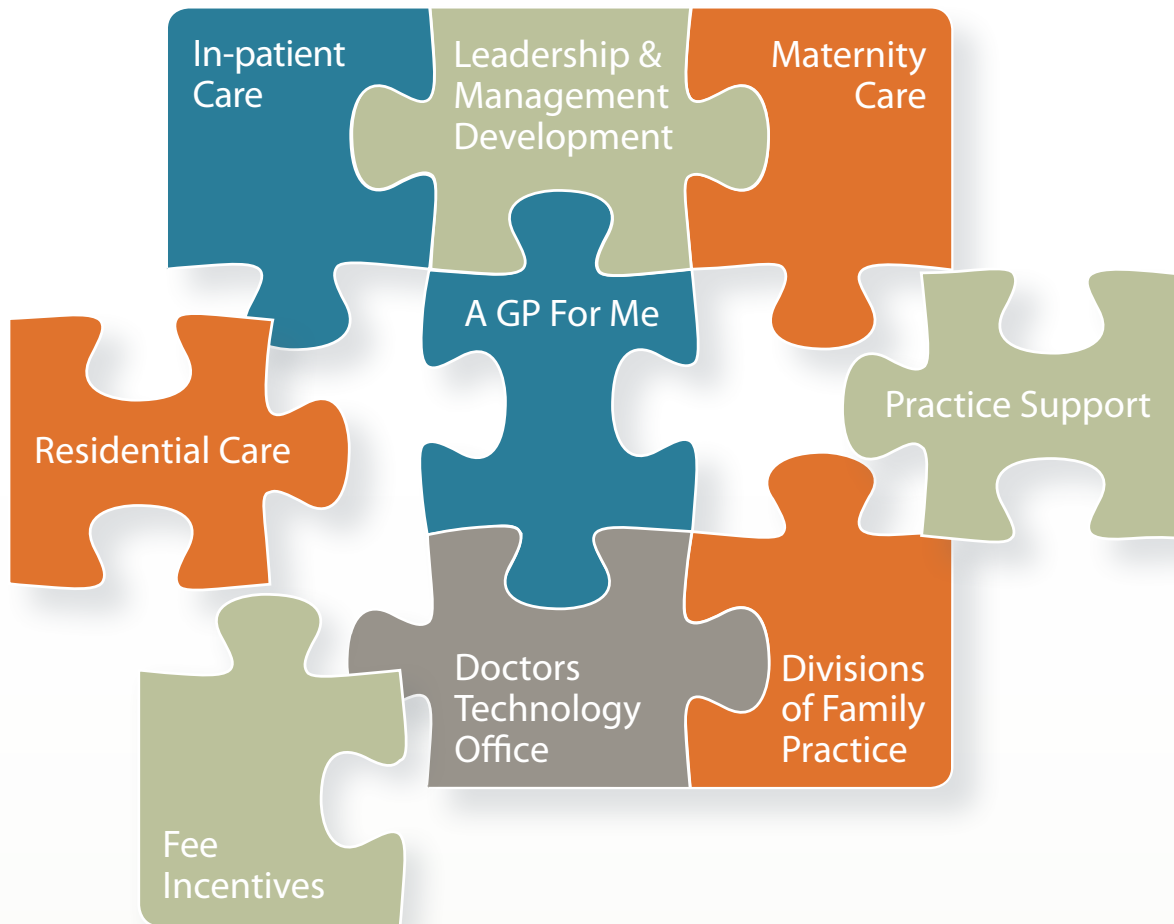 In-patient
Care
Leadership &
Management
Development
Maternity
Care
A GP For Me
Practice Support
Residential Care
Doctors
Technology
Office
Divisions
of Family
Practice
Fee
Incentives